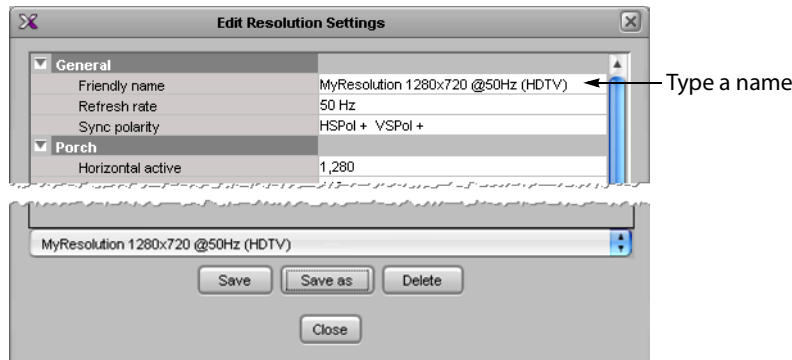 Edit Resolution Settings
General
Friendly name MyResolution 1280x720 @50Hz (HDTV)
Type a name
Refresh rate 50 Hz
Sync polarity HSPol + VSPol +
Porch
Horizontal active 1,280
MyResolution 1280x720 @50Hz (HDTV)
Save Save as Delete
Close